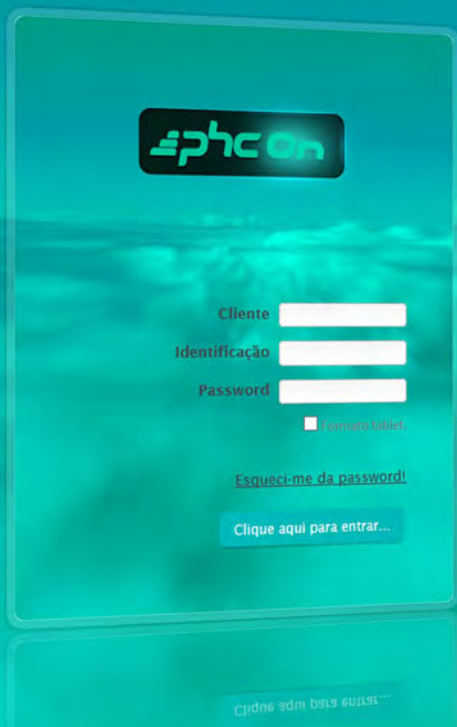 phc on
Cliente
Identificação
Password
Formato tablet.
Esqueci-me da password!
Clique aqui para entrar...
Clique aqui para entrar...